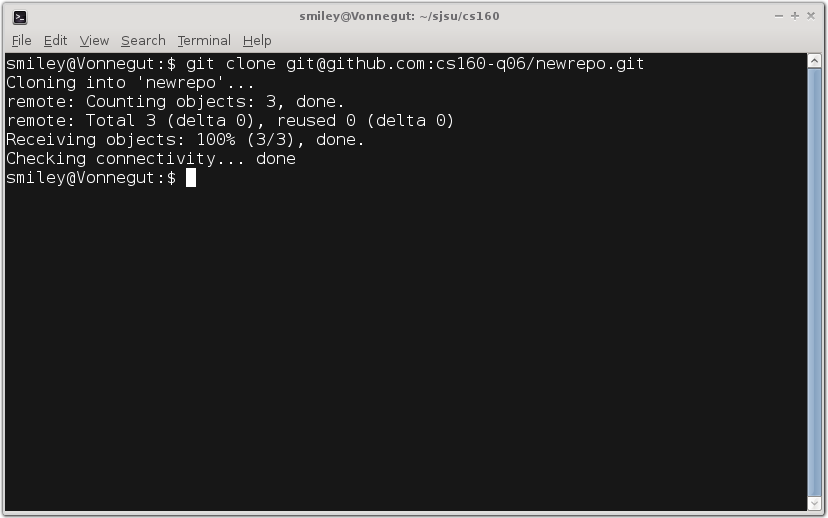 smiley@Vonnegut: ~/sjsu/cs160
File Edit View Search Terminal Help
smiley@Vonnegut:$ git clone git@github.com:cs160-q06/newrepo.git
Cloning into 'newrepo'...
remote: Counting objects: 3, done.
remote: Total 3 (delta 0), reused 0 (delta 0)
Receiving objects: 100% (3/3), done.
Checking connectivity... done
smiley@Vonnegut:$